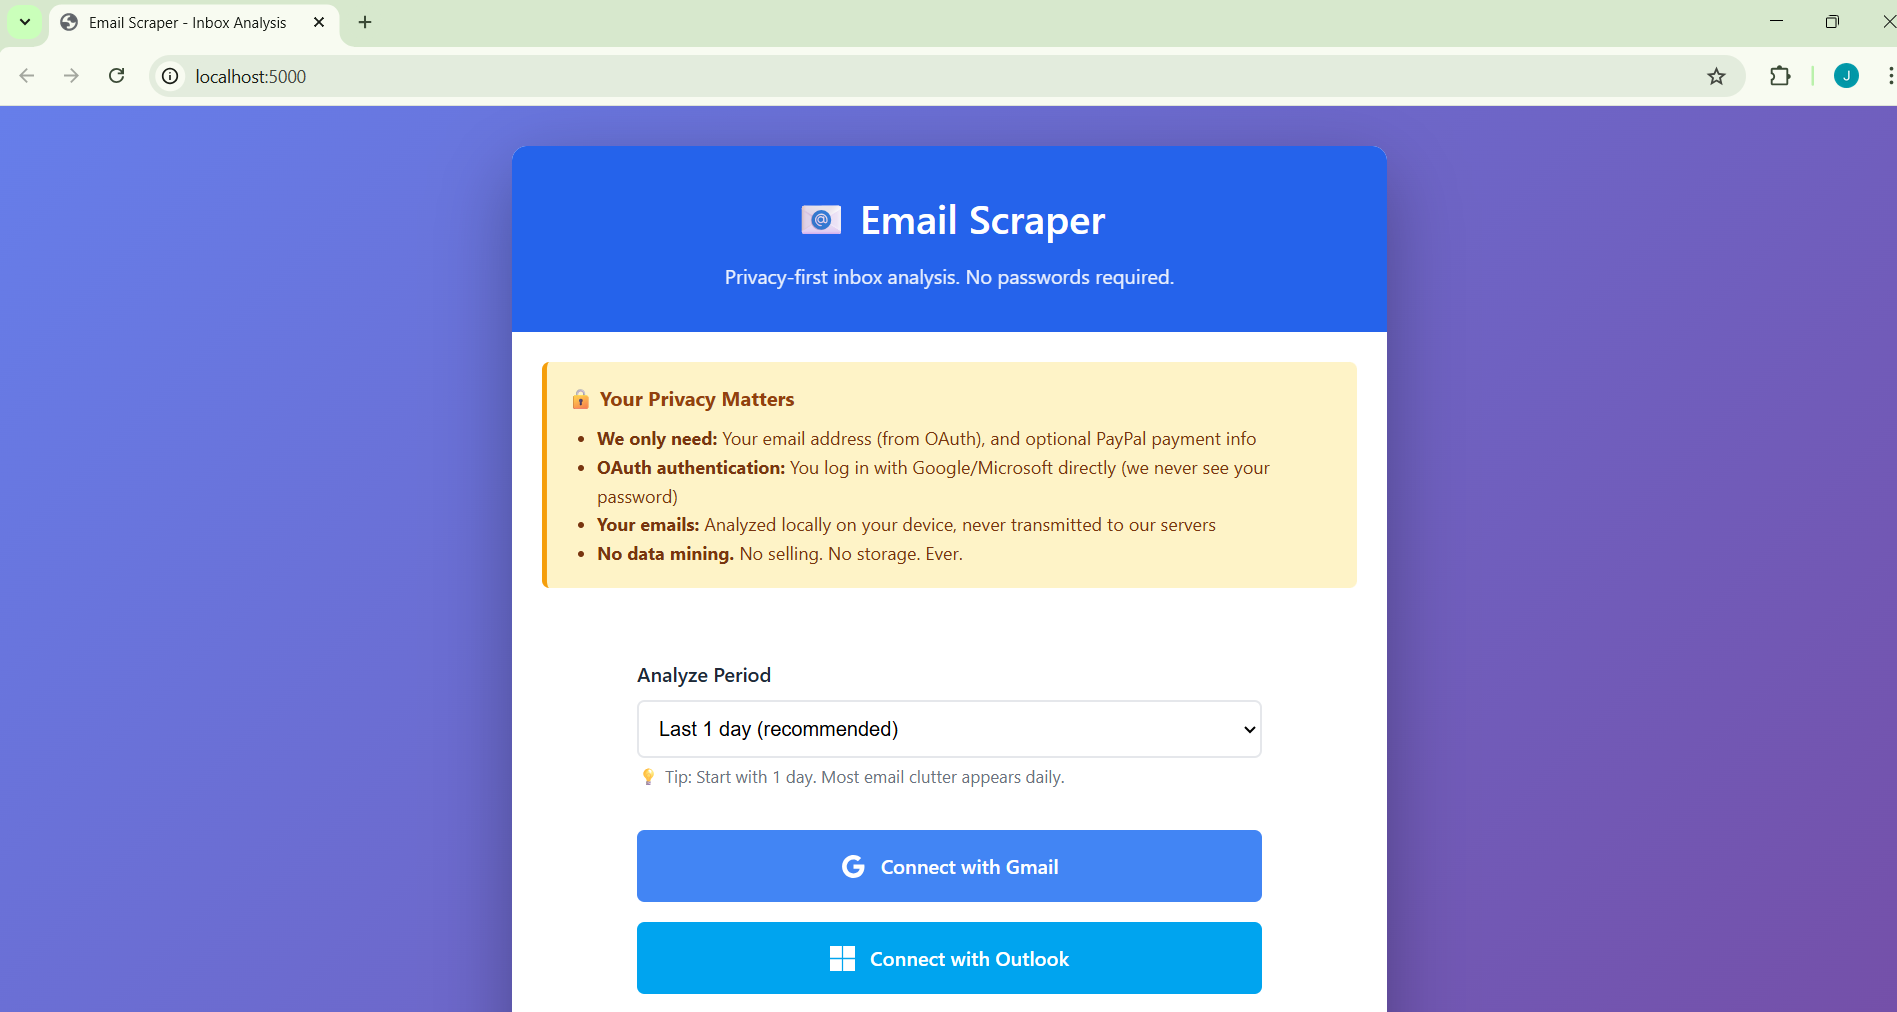 Email Scraper - Inbox Analysis
localhost:5000
J
Email Scraper
Privacy-first inbox analysis. No passwords required.
Your Privacy Matters
• We only need: Your email address (from OAuth), and optional PayPal payment info
• OAuth authentication: You log in with Google/Microsoft directly (we never see your
password)
• Your emails: Analyzed locally on your device, never transmitted to our servers
• No data mining. No selling. No storage. Ever.
Analyze Period
Last 1 day (recommended)
Tip: Start with 1 day. Most email clutter appears daily.
G Connect with Gmail
Connect with Outlook